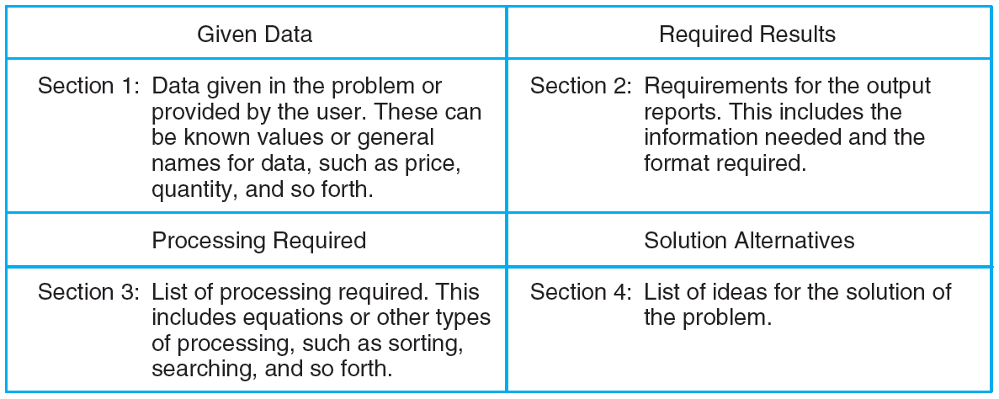 Given Data
Required Results
Section 1: Data given in the problem or
provided by the user. These can
be known values or general
names for data, such as price,
quantity, and so forth.
Section 2: Requirements for the output
reports. This includes the
information needed and the
format required.
Processing Required
Solution Alternatives
Section 3: List of processing required. This
includes equations or other types
of processing, such as sorting,
searching, and so forth.
Section 4: List of ideas for the solution of
the problem.